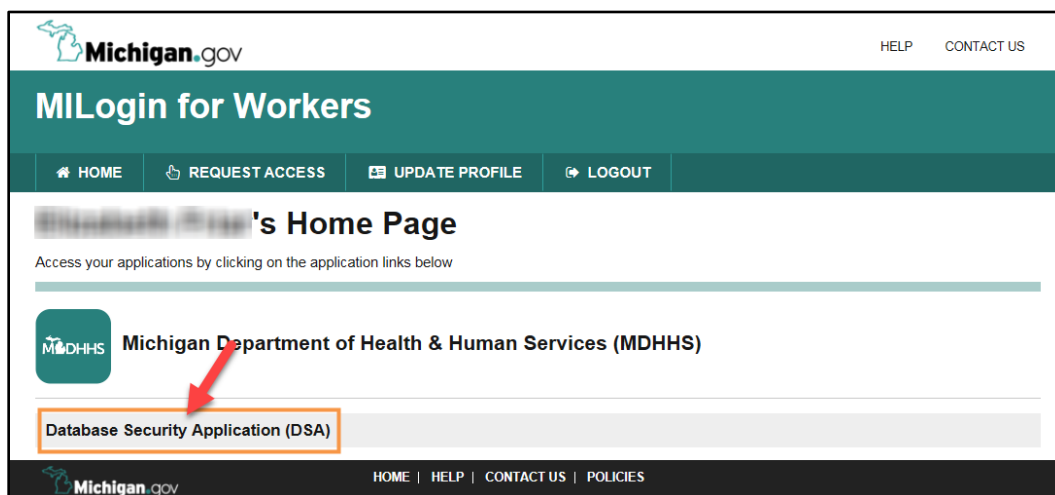 Michigan.gov
HELP CONTACT US
MILogin for Workers
HOME REQUEST ACCESS UPDATE PROFILE LOGOUT
's Home Page
Access your applications by clicking on the application links below
MDHHS
Michigan Department of Health & Human Services (MDHHS)
Database Security Application (DSA)
Michigan.gov
HOME | HELP | CONTACT US | POLICIES